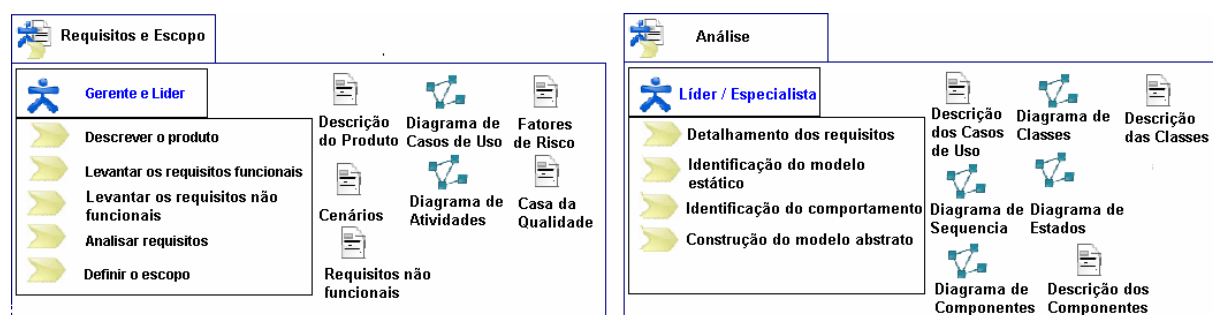 Requisitos e Escopo
Gerente e Lider
Descrever o produto
Levantar os requisitos funcionais
Levantar os requisitos não
funcionais
Analisar requisitos
Definir o escopo
Descrição
do Produto
Diagrama de
Casos de Uso
Fatores
de Risco
Cenários
Diagrama de
Atividades
Casa da
Qualidade
Requisitos não
funcionais
Análise
Líder / Especialista
Detalhamento dos requisitos
Identificação do modelo
estático
Identificação do comportamento
Construção do modelo abstrato
Descrição
dos Casos
de Uso
Diagrama de
Classes
Descrição
das Classes
Diagrama de
Sequencia
Diagrama de
Estados
Diagrama de
Componentes
Descrição dos
Componentes